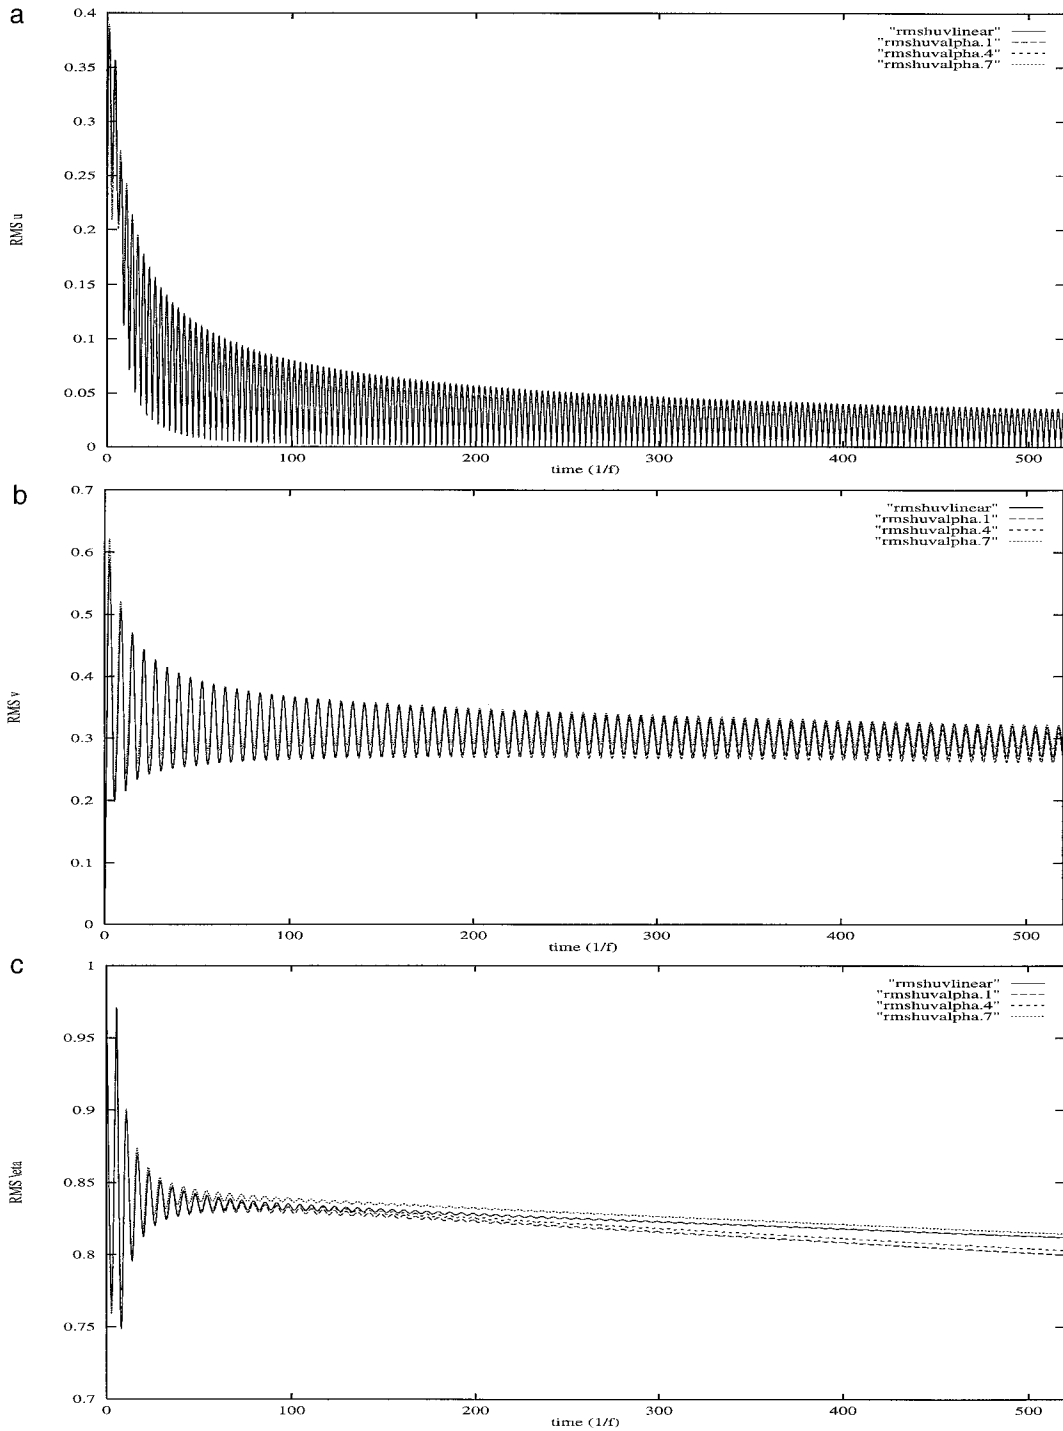 a
0.4
0.35
0.3
0.25
0.2
0.15
0.1
0.05
0
RMS u
"rmshuvlinear"
"rmshuvalpha.1"
"rmshuvalpha.4"
"rmshuvalpha.7"
0 100 200 300 400 500
time (1/f)
b
0.7
0.6
0.5
0.4
0.3
0.2
0.1
0
RMS v
"rmshuvlinear"
"rmshuvalpha.1"
"rmshuvalpha.4"
"rmshuvalpha.7"
0 100 200 300 400 500
time (1/f)
c
1
0.95
0.9
0.85
0.8
0.75
0.7
RMS \eta
"rmshuvlinear"
"rmshuvalpha.1"
"rmshuvalpha.4"
"rmshuvalpha.7"
0 100 200 300 400 500
time (1/f)